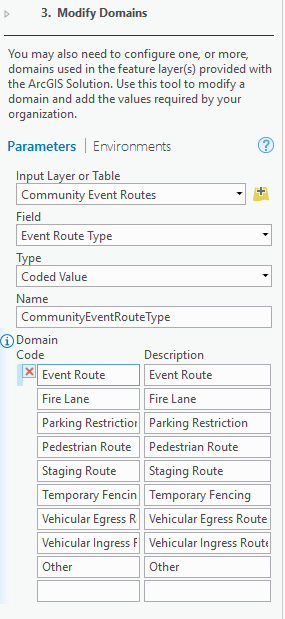 3. Modify Domains
You may also need to configure one, or more,
domains used in the feature layer(s) provided with
the ArcGIS Solution. Use this tool to modify a
domain and add the values required by your
organization.
Parameters | Environments ?
Input Layer or Table
Community Event Routes
Field
Event Route Type
Type
Coded Value
Name
CommunityEventRouteType
Domain
Code Description
Event Route Event Route
Fire Lane Fire Lane
Parking Restriction Parking Restriction
Pedestrian Route Pedestrian Route
Staging Route Staging Route
Temporary Fencin Temporary Fencing
Vehicular Egress R Vehicular Egress Route
Vehicular Ingress F Vehicular Ingress Route
Other Other